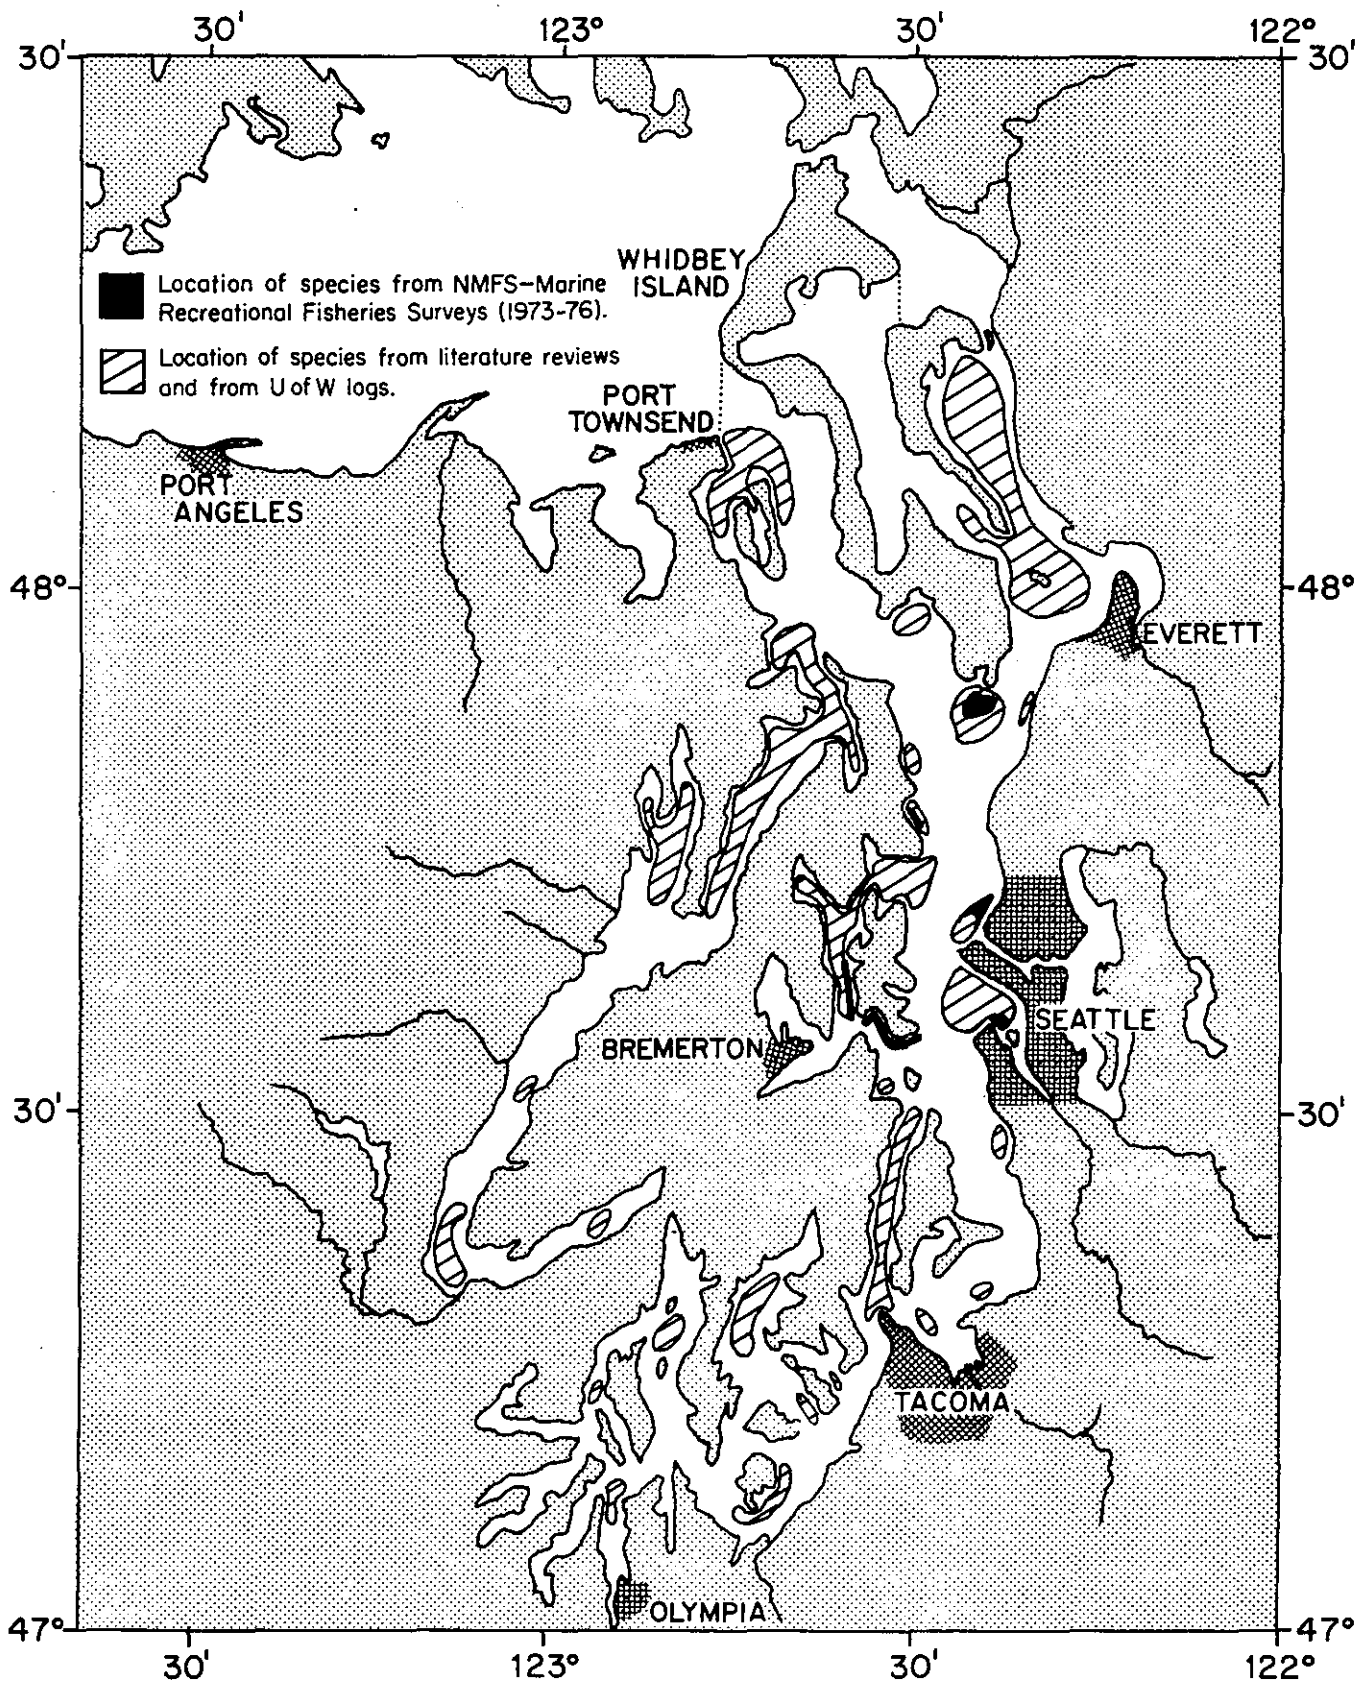 30'
123°
30'
122°
30'
30'
WHIDBEY
ISLAND
Location of species from NMFS-Marine
Recreational Fisheries Surveys (1973-76).
Location of species from literature reviews
and from U of W logs.
PORT
TOWNSEND
PORT
ANGELES
48°
48°
EVERETT
SEATTLE
BREMERTON
30'
30'
TACOMA
OLYMPIA
47°
47°
30'
123°
30'
122°